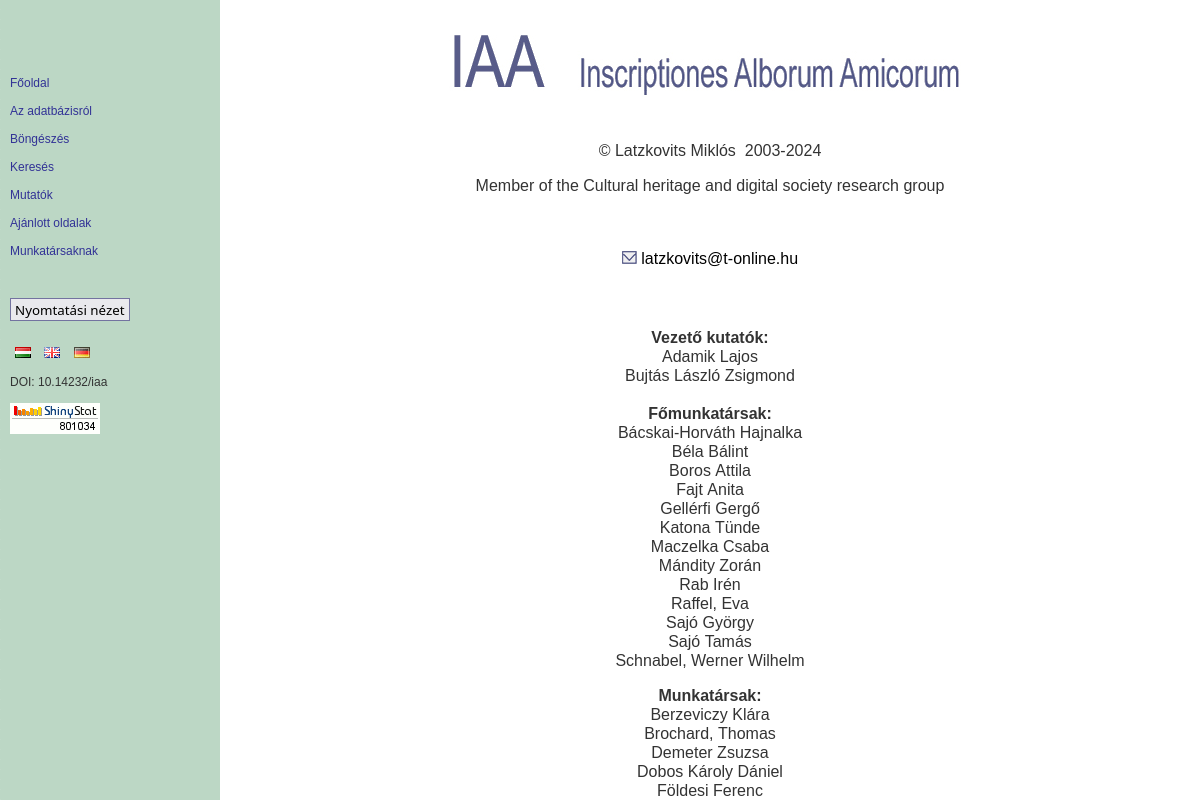 Főoldal
Az adatbázisról
Böngészés
Keresés
Mutatók
Ajánlott oldalak
Munkatársaknak
Nyomtatási nézet
DOI: 10.14232/iaa
ShinyStat
801034
IAA Inscriptiones Alborum Amicorum
© Latzkovits Miklós 2003-2024
Member of the Cultural heritage and digital society research group
latzkovits@t-online.hu
Vezető kutatók:
Adamik Lajos
Bujtás László Zsigmond
Főmunkatársak:
Bácskai-Horváth Hajnalka
Béla Bálint
Boros Attila
Fajt Anita
Gellérfi Gergő
Katona Tünde
Maczelka Csaba
Mándity Zorán
Rab Irén
Raffel, Eva
Sajó György
Sajó Tamás
Schnabel, Werner Wilhelm
Munkatársak:
Berzeviczy Klára
Brochard, Thomas
Demeter Zsuzsa
Dobos Károly Dániel
Földesi Ferenc